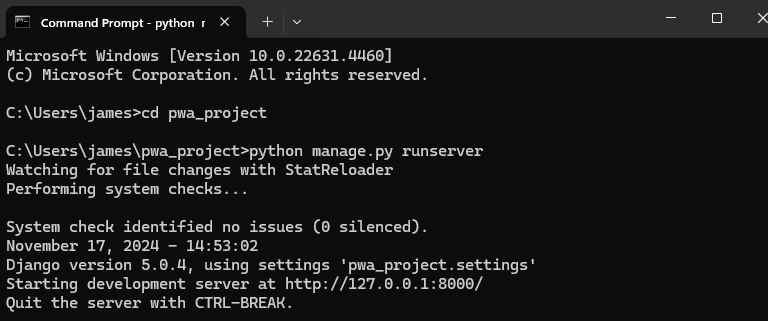 Command Prompt - python r
Microsoft Windows [Version 10.0.22631.4460]
(c) Microsoft Corporation. All rights reserved.
C:\Users\james>cd pwa_project
C:\Users\james\pwa_project>python manage.py runserver
Watching for file changes with StatReloader
Performing system checks...
System check identified no issues (0 silenced).
November 17, 2024 - 14:53:02
Django version 5.0.4, using settings 'pwa_project.settings'
Starting development server at http://127.0.0.1:8000/
Quit the server with CTRL-BREAK.